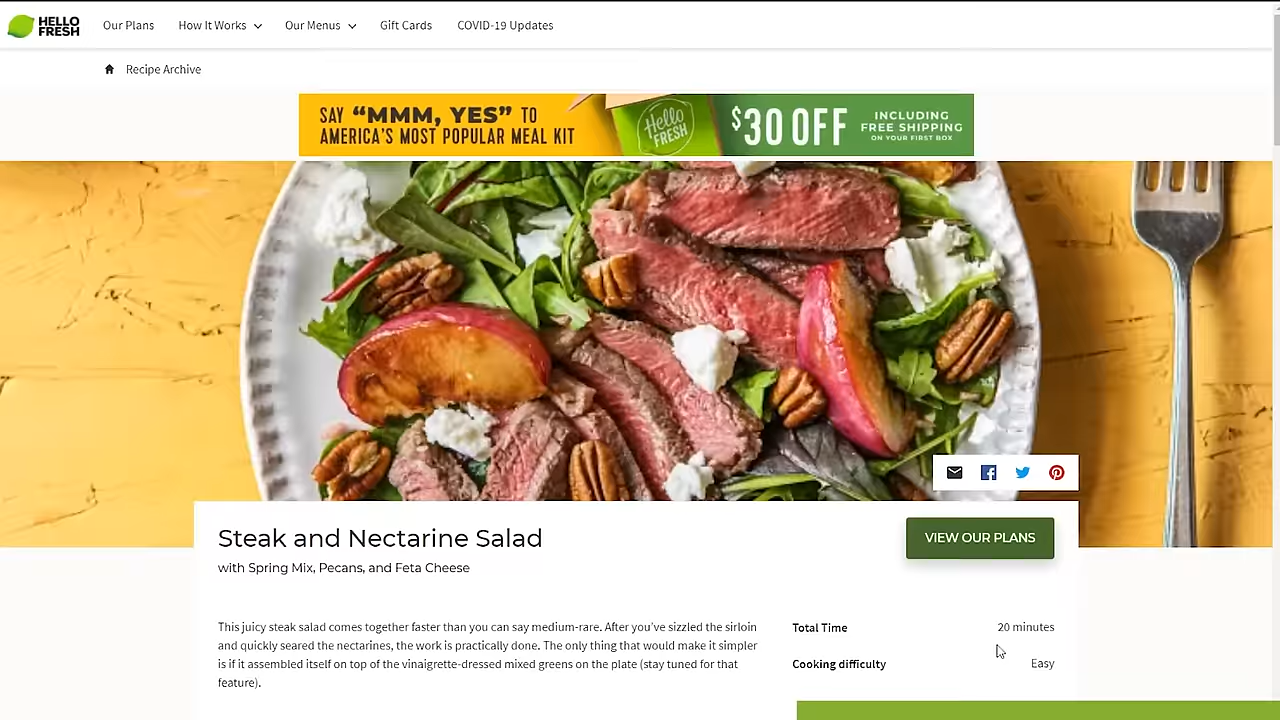 HELLO
FRESH
Our Plans
How It Works
Our Menus
Gift Cards
COVID-19 Updates
Recipe Archive
SAY "MMM, YES" TO
AMERICA'S MOST POPULAR MEAL KIT
Hello
FRESH
$30 OFF
INCLUDING
FREE SHIPPING
ON YOUR FIRST BOX
Steak and Nectarine Salad
with Spring Mix, Pecans, and Feta Cheese
VIEW OUR PLANS
This juicy steak salad comes together faster than you can say medium-rare. After you've sizzled the sirloin
and quickly seared the nectarines, the work is practically done. The only thing that would make it simpler
is if it assembled itself on top of the vinaigrette-dressed mixed greens on the plate (stay tuned for that
feature).
Total Time
20 minutes
Cooking difficulty
Easy